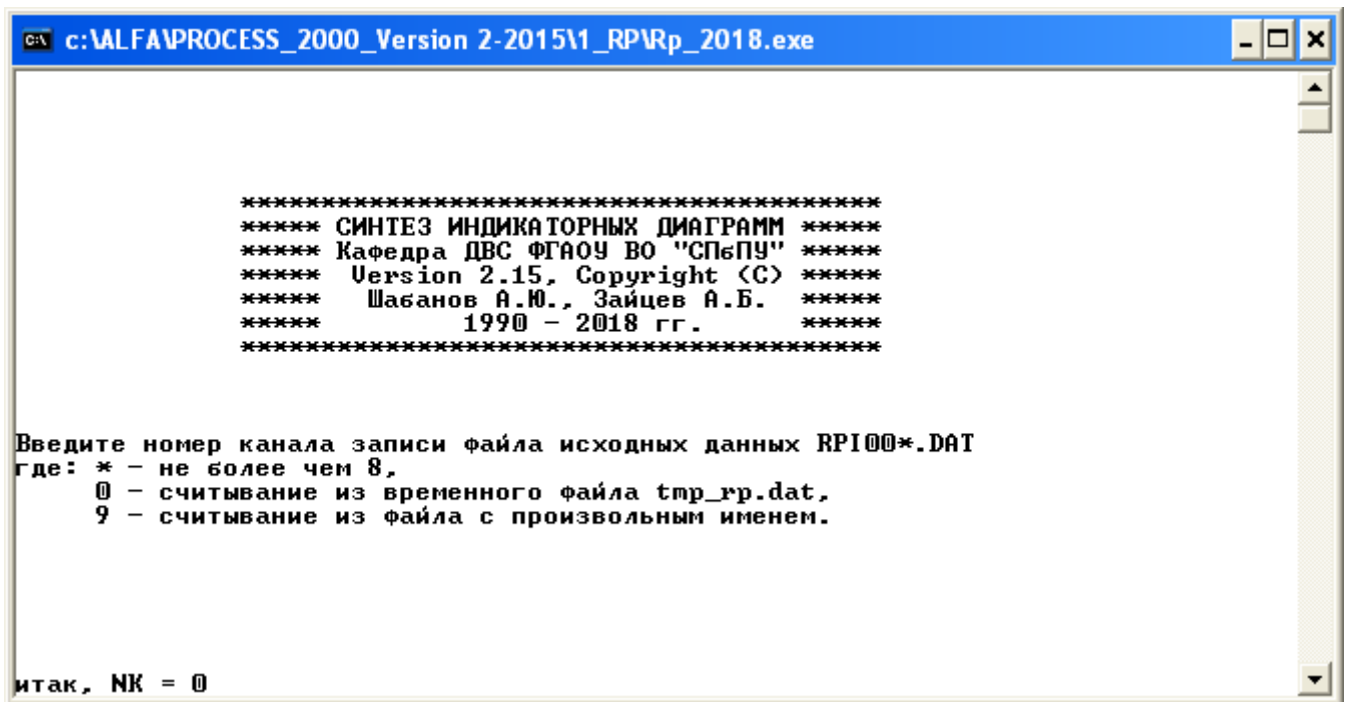 c:\ALFA\PROCESS_2000_Version 2-2015\1_RP\Rp_2018.exe
****************************************
***** СИНТЕЗ ИНДИКАТОРНЫХ ДИАГРАММ *****
***** Кафедра ДВС ФГАОУ ВО "СПбПУ" *****
***** Version 2.15, Copyright (C) *****
***** Шабанов А.Ю., Зайцев А.Б. *****
***** 1990 - 2018 гг. *****
****************************************
Введите номер канала записи файла исходных данных RPI00*.DAT
где: * - не более чем 8,
0 - считывание из временного файла tmp_rp.dat,
9 - считывание из файла с произвольным именем.
итак, NK = 0